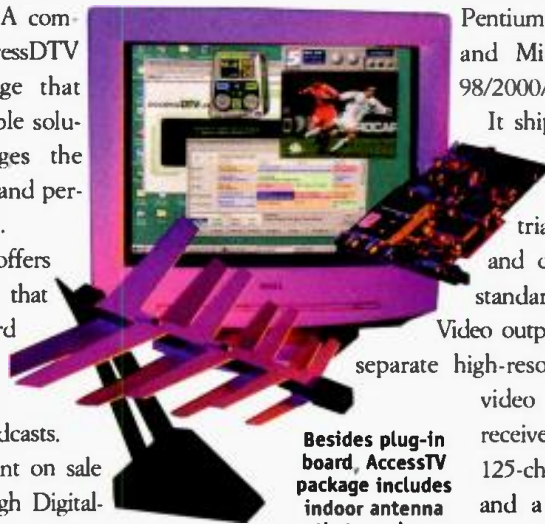 A com-
ressDTV
ge that
ble solu-
ges the
and per-
.
offers
that
rd
dcasts.
nt on sale
gh Digital-
Pentium
and Mi
98/2000/
It ship
tria
and c
standar
Video outp
separate high-reso
video
receive
125-ch
and a
Besides plug-in
board, AccessTV
package includes
indoor antenna